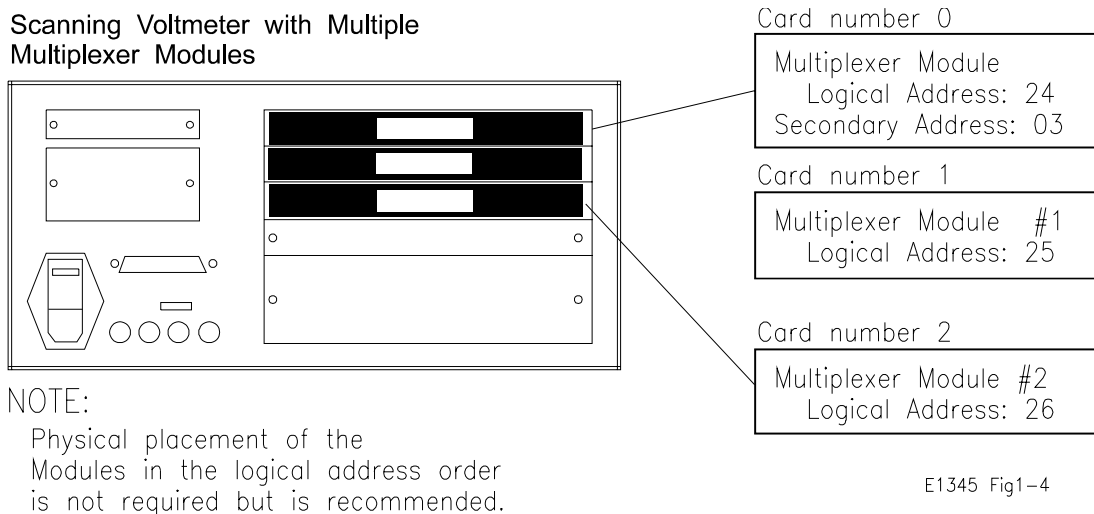 Scanning Voltmeter with Multiple
Multiplexer Modules
Card number 0
Multiplexer Module
Logical Address: 24
Secondary Address: 03
Card number 1
Multiplexer Module #1
Logical Address: 25
Card number 2
Multiplexer Module #2
Logical Address: 26
NOTE:
Physical placement of the
Modules in the logical address order
is not required but is recommended.
E1345 Fig1-4